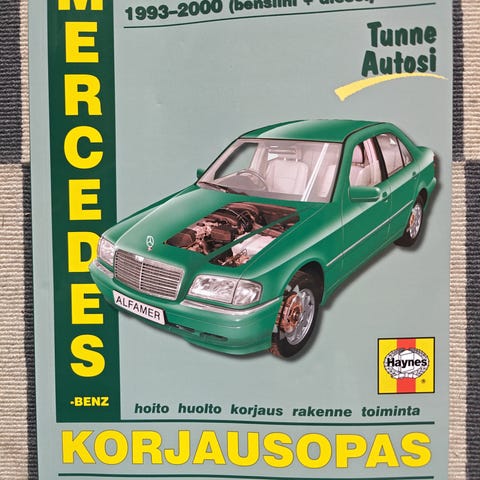 MERCEDES
-BENZ
1993-2000 (bensiini + diesel)
Tunne
Autosi
ALFAMER
Haynes
hoito huolto korjaus rakenne toiminta
KORJAUSOPAS